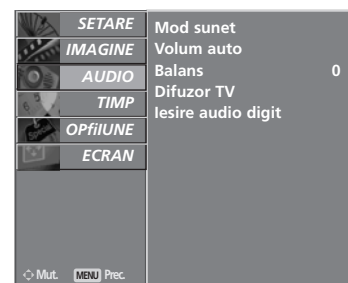 SETARE
IMAGINE
AUDIO
TIMP
OPfiIUNE
ECRAN
Mod sunet
Volum auto
Balans 0
Difuzor TV
Iesire audio digit
Mut. MENU Prec.